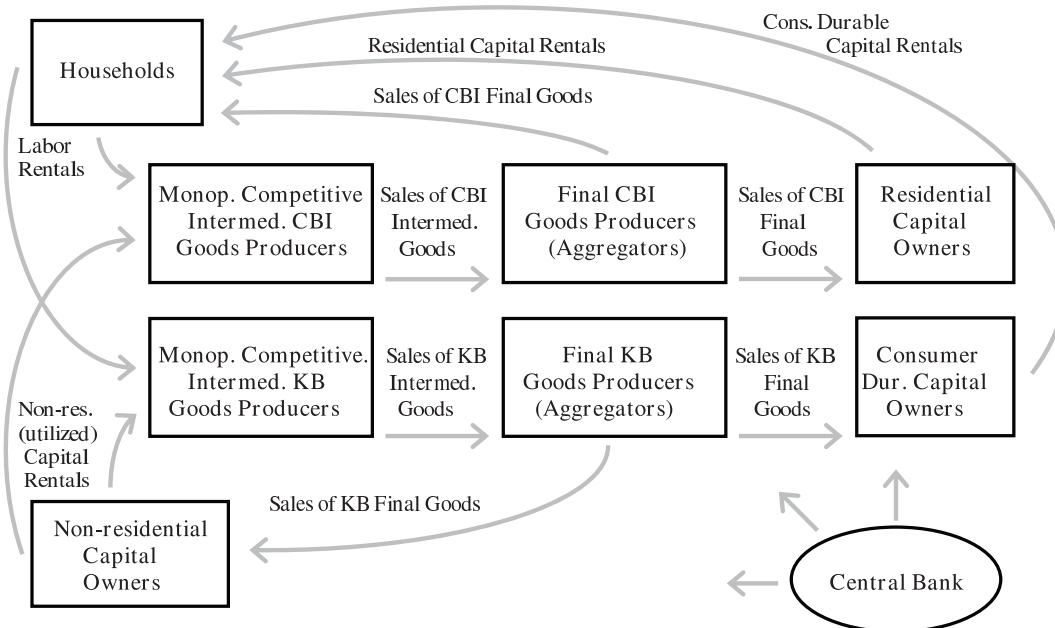 Cons. Durable
Capital Rentals
Households
Residential Capital Rentals
Sales of CBI Final Goods
Labor
Rentals
Monop. Competitive
Intermed. CBI
Goods Producers
Sales of CBI
Intermed.
Goods
Final CBI
Goods Producers
(Aggregators)
Sales of CBI
Final
Goods
Residential
Capital
Owners
Monop. Competitive.
Intermed. KB
Goods Producers
Sales of KB
Intermed.
Goods
Final KB
Goods Producers
(Aggregators)
Sales of KB
Final
Goods
Consumer
Dur. Capital
Owners
Non-res.
(utilized)
Capital
Rentals
Sales of KB Final Goods
Non-residential
Capital
Owners
Central Bank